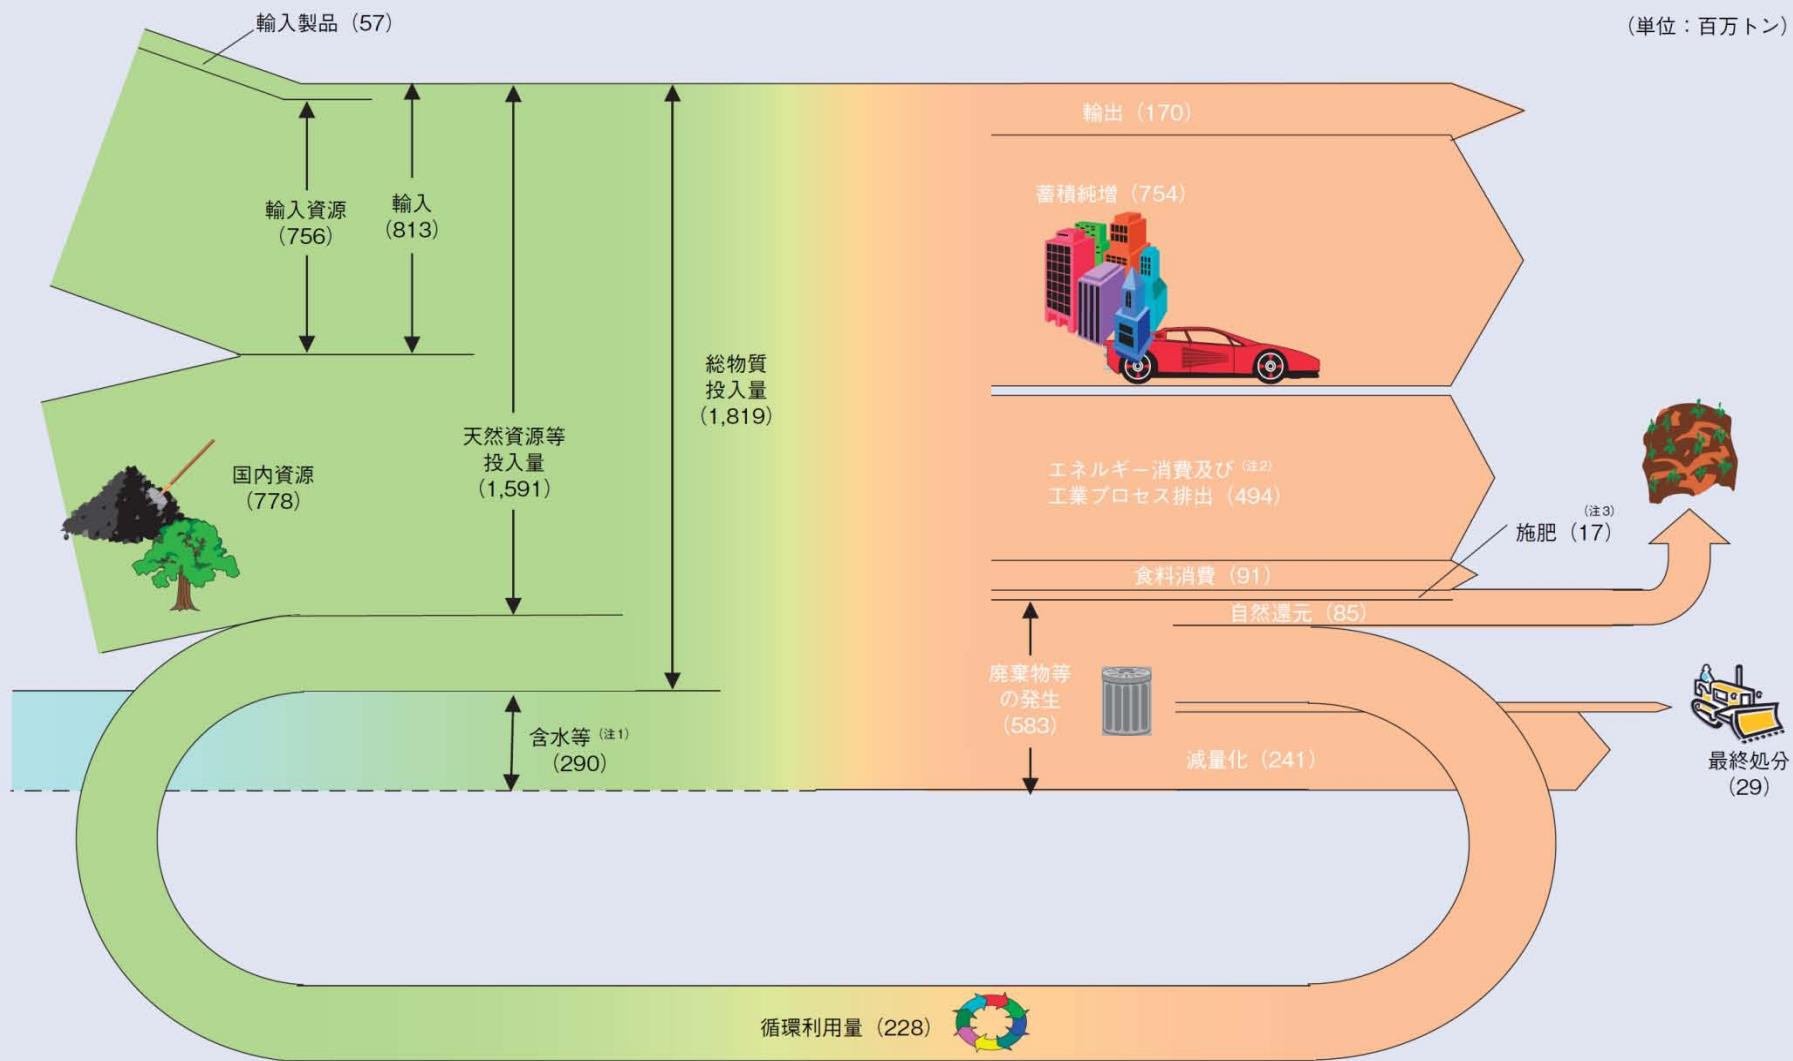 輸入製品（57）
（単位：百万トン）
輸出（170）
蓄積純増（754）
輸入資源
（756）
輸入
（813）
総物質
投入量
（1,819）
天然資源等
投入量
（1,591）
国内資源
（778）
エネルギー消費及び（注2）
工業プロセス排出（494）
（注3）
施肥（17）
食料消費（91）
自然還元（85）
廃棄物等
の発生
（583）
含水等（注1）
（290）
減量化（241）
最終処分
（29）
循環利用量（228）